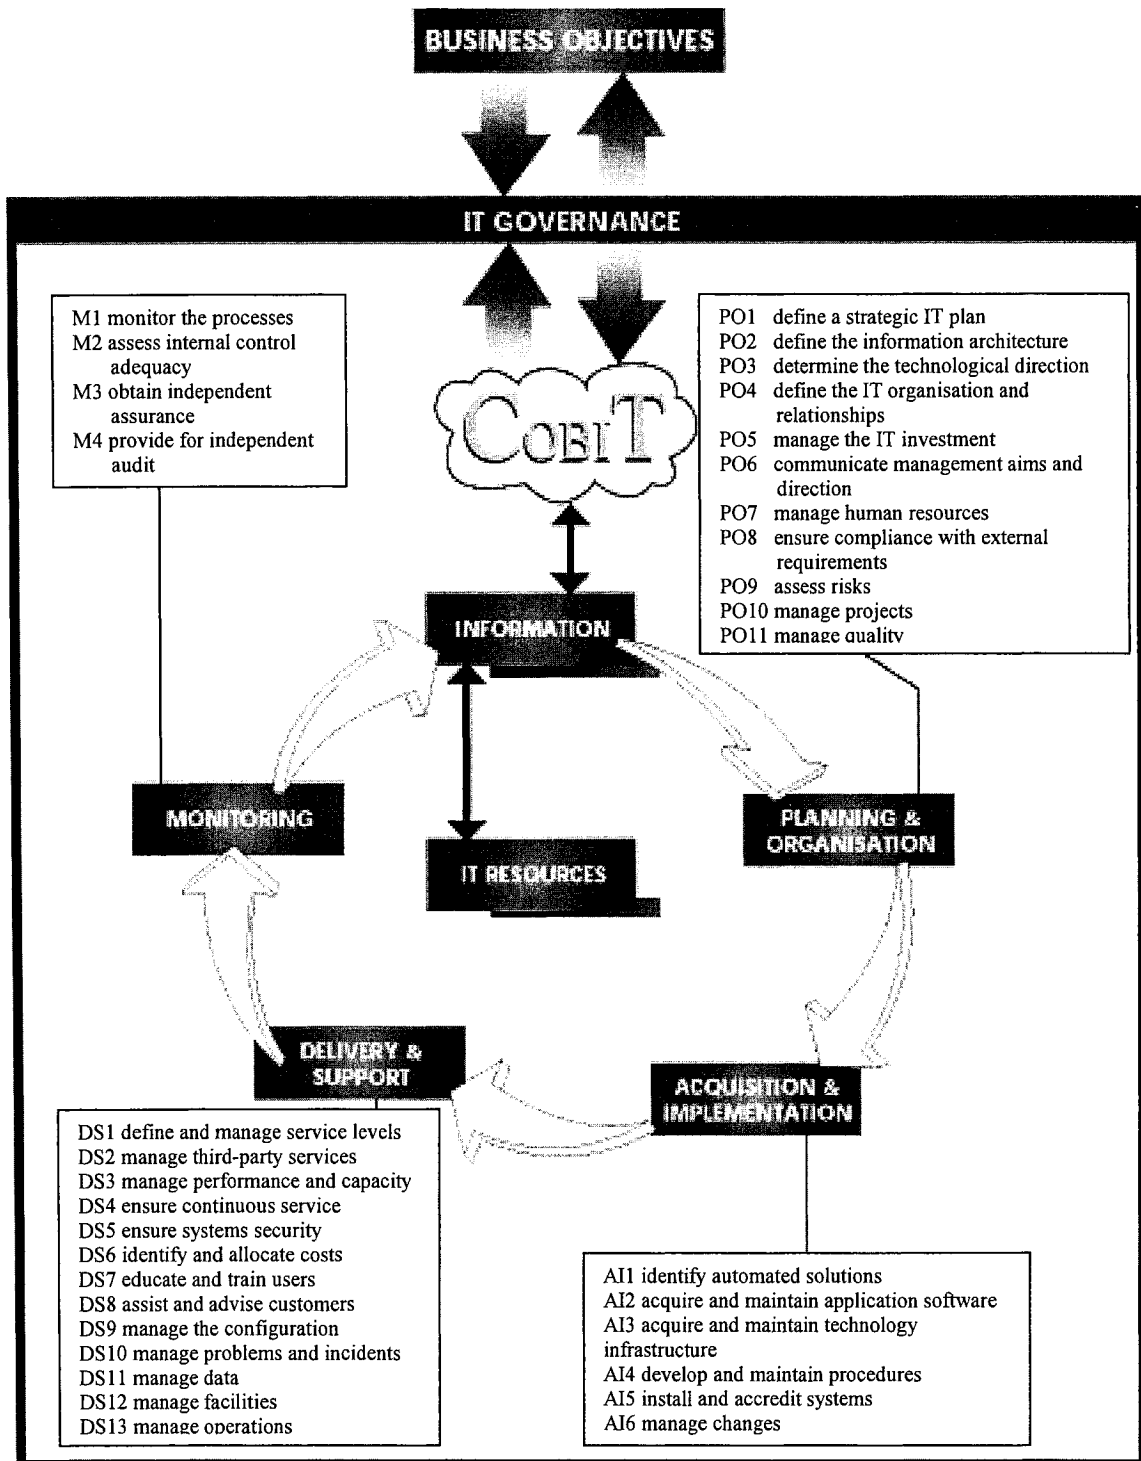 BUSINESS OBJECTIVES
IT GOVERNANCE
M1 monitor the processes
M2 assess internal control
adequacy
M3 obtain independent
assurance
M4 provide for independent
audit
PO1 define a strategic IT plan
PO2 define the information architecture
PO3 determine the technological direction
PO4 define the IT organisation and
relationships
PO5 manage the IT investment
PO6 communicate management aims and
direction
PO7 manage human resources
PO8 ensure compliance with external
requirements
PO9 assess risks
PO10 manage projects
PO11 manage quality
COBIT
INFORMATION
MONITORING
PLANNING &
ORGANISATION
IT RESOURCES
DELIVERY &
SUPPORT
ACQUISITION &
IMPLEMENTATION
DS1 define and manage service levels
DS2 manage third-party services
DS3 manage performance and capacity
DS4 ensure continuous service
DS5 ensure systems security
DS6 identify and allocate costs
DS7 educate and train users
DS8 assist and advise customers
DS9 manage the configuration
DS10 manage problems and incidents
DS11 manage data
DS12 manage facilities
DS13 manage operations
AI1 identify automated solutions
AI2 acquire and maintain application software
AI3 acquire and maintain technology
infrastructure
AI4 develop and maintain procedures
AI5 install and accredit systems
AI6 manage changes